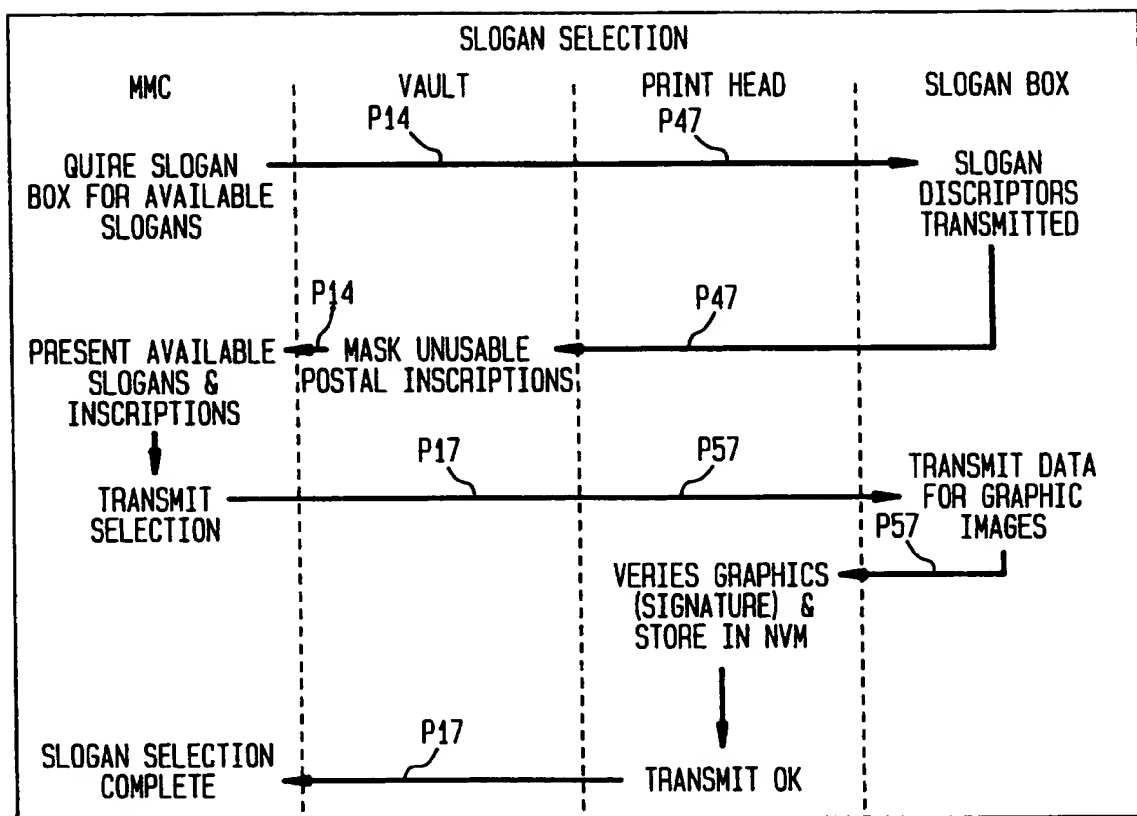 SLOGAN SELECTION
MMC VAULT PRINT HEAD SLOGAN BOX
P14 P47
QUIRE SLOGAN
BOX FOR AVAILABLE
SLOGANS
SLOGAN
DISCRIPTORS
TRANSMITTED
P14 P47
PRESENT AVAILABLE
SLOGANS &
INSCRIPTIONS
MASK UNUSABLE
POSTAL INSCRIPTIONS
P17 P57
TRANSMIT
SELECTION
TRANSMIT DATA
FOR GRAPHIC
IMAGES
P57
VERIES GRAPHICS
(SIGNATURE) &
STORE IN NVM
P17
SLOGAN SELECTION
COMPLETE
TRANSMIT OK